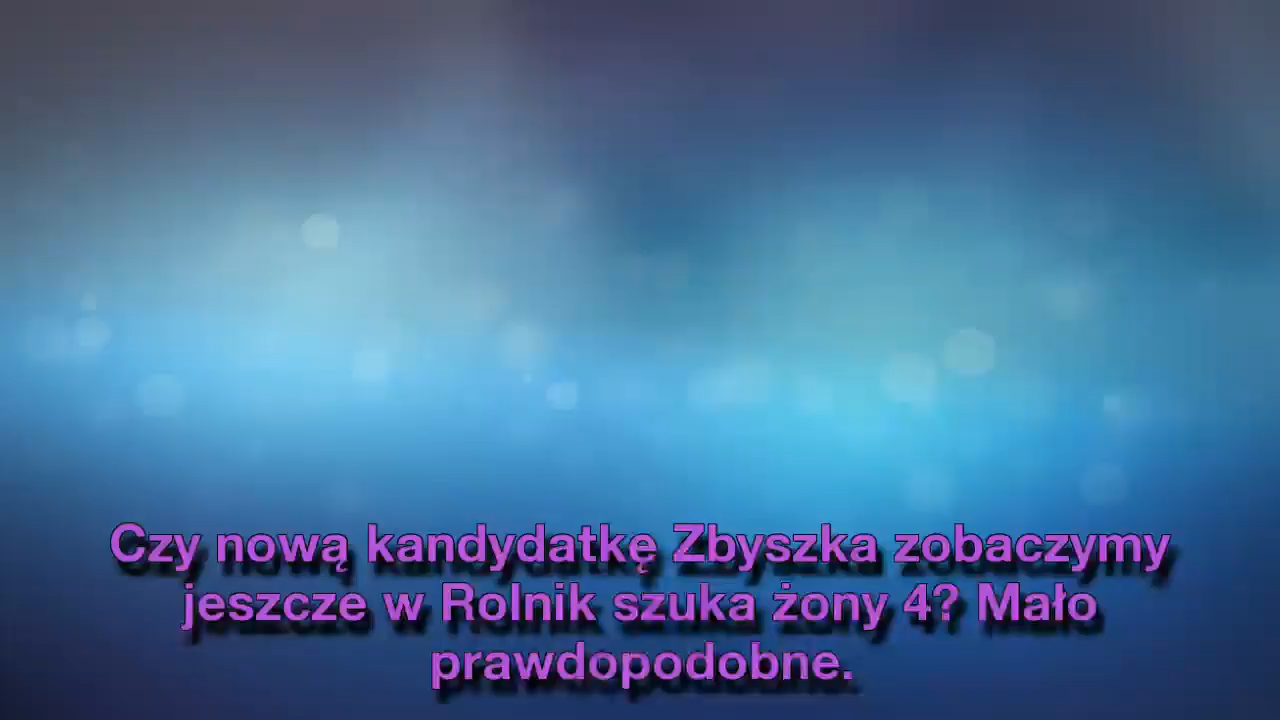 Czy nową kandydatkę Zbyszka zobaczymy
jeszcze w Rolnik szuka żony 4? Mało
prawdopodobne.